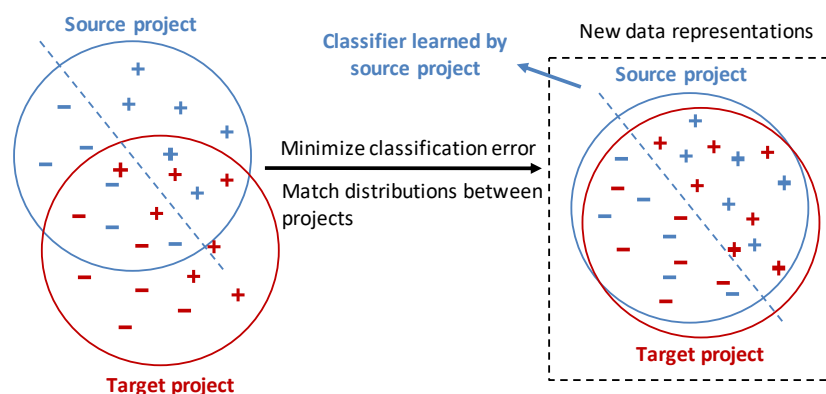 Source project
Classifier learned by
source project
New data representations
Source project
Minimize classification error
Match distributions between
projects
Target project
Target project